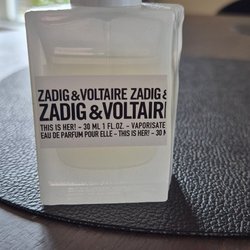 ZADIG & VOLTAIRE ZADIG &
ZADIG & VOLTAIRE
THIS IS HER! - 30 ML 1 FL.OZ. - VAPORISATE
EAU DE PARFUM POUR ELLE - THIS IS HER! - 30 M